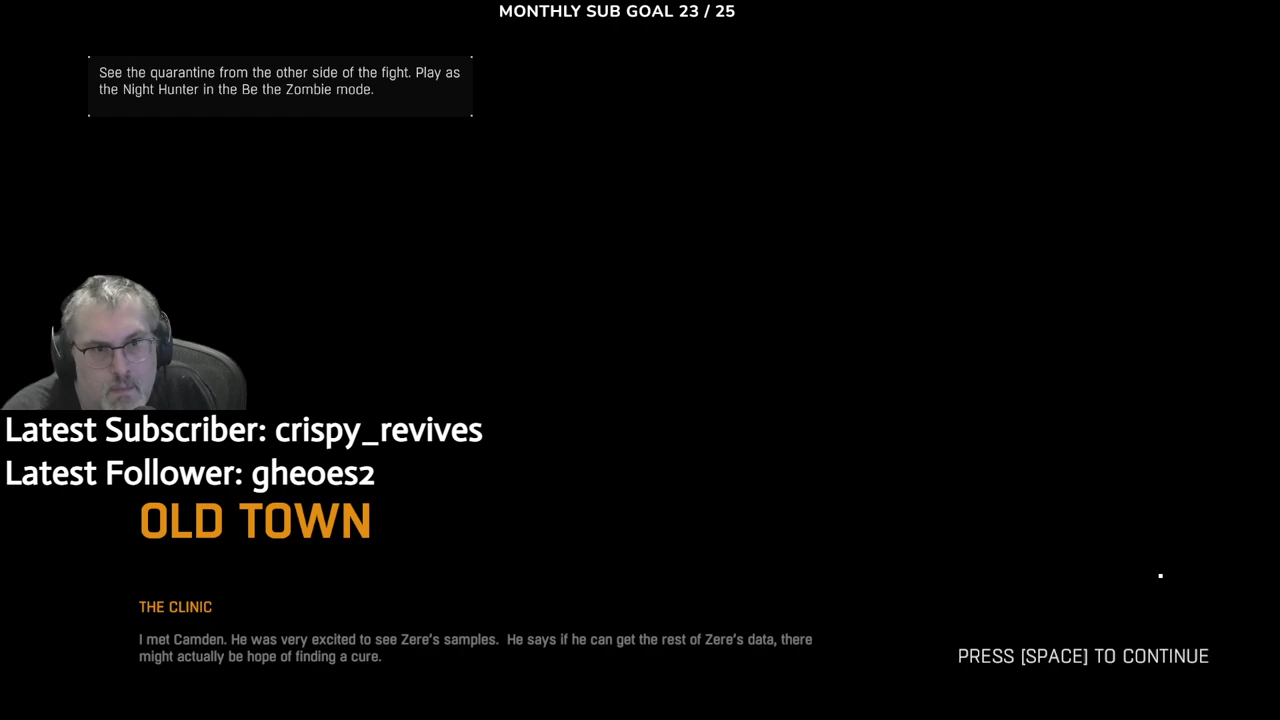 MONTHLY SUB GOAL 23 / 25
See the quarantine from the other side of the fight. Play as
the Night Hunter in the Be the Zombie mode.
Latest Subscriber: crispy_revives
Latest Follower: gheoes2
OLD TOWN
THE CLINIC
I met Camden. He was very excited to see Zere's samples.  He says if he can get the rest of Zere's data, there
might actually be hope of finding a cure.
PRESS [SPACE] TO CONTINUE